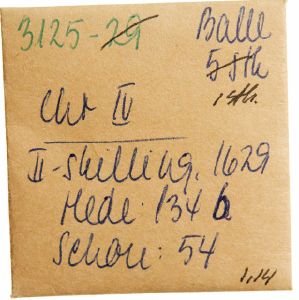 3125-29
Balle
5 stk
1 stk.
Chr IV
II-skilling. 1629
Hede: 134 b
Schou: 54
1.14